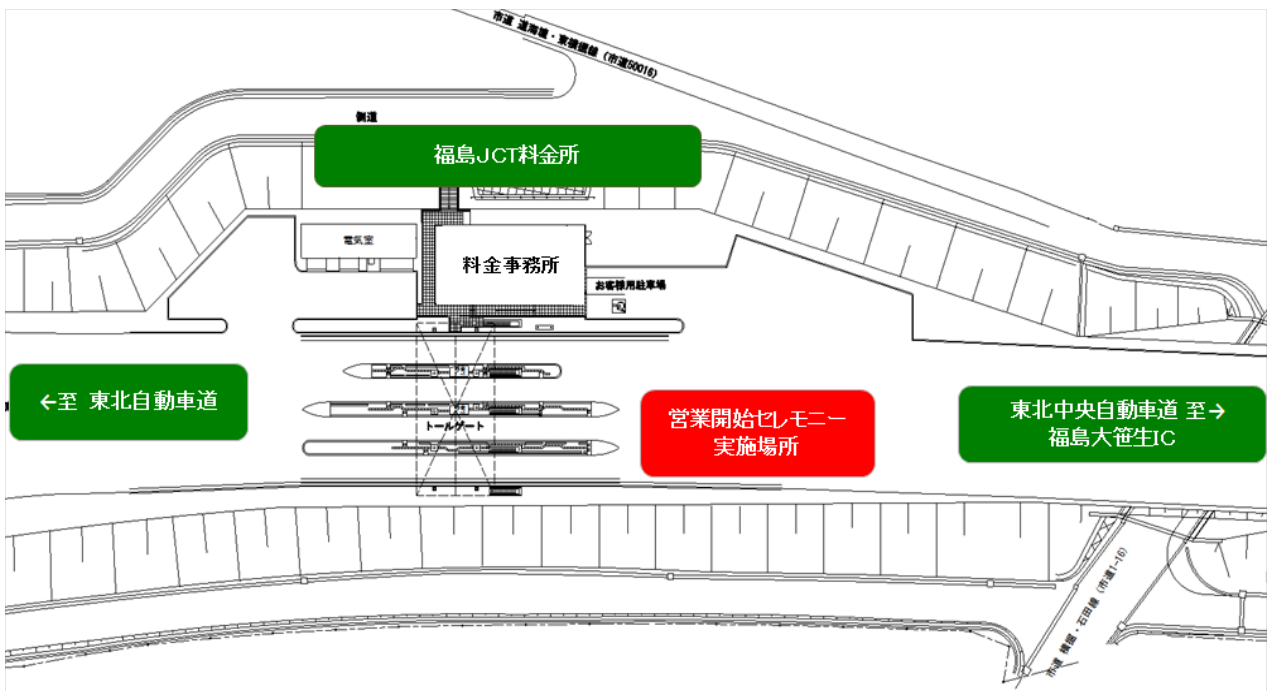 市道 道海壇・東横堀線（市道50016）
側道
福島JCT料金所
電気室
料金事務所
お客様用駐車場
←至 東北自動車道
トールゲート
営業開始セレモニー
実施場所
東北中央自動車道 至→
福島大笹生IC
市道 横堀・石田線（市道1-16）